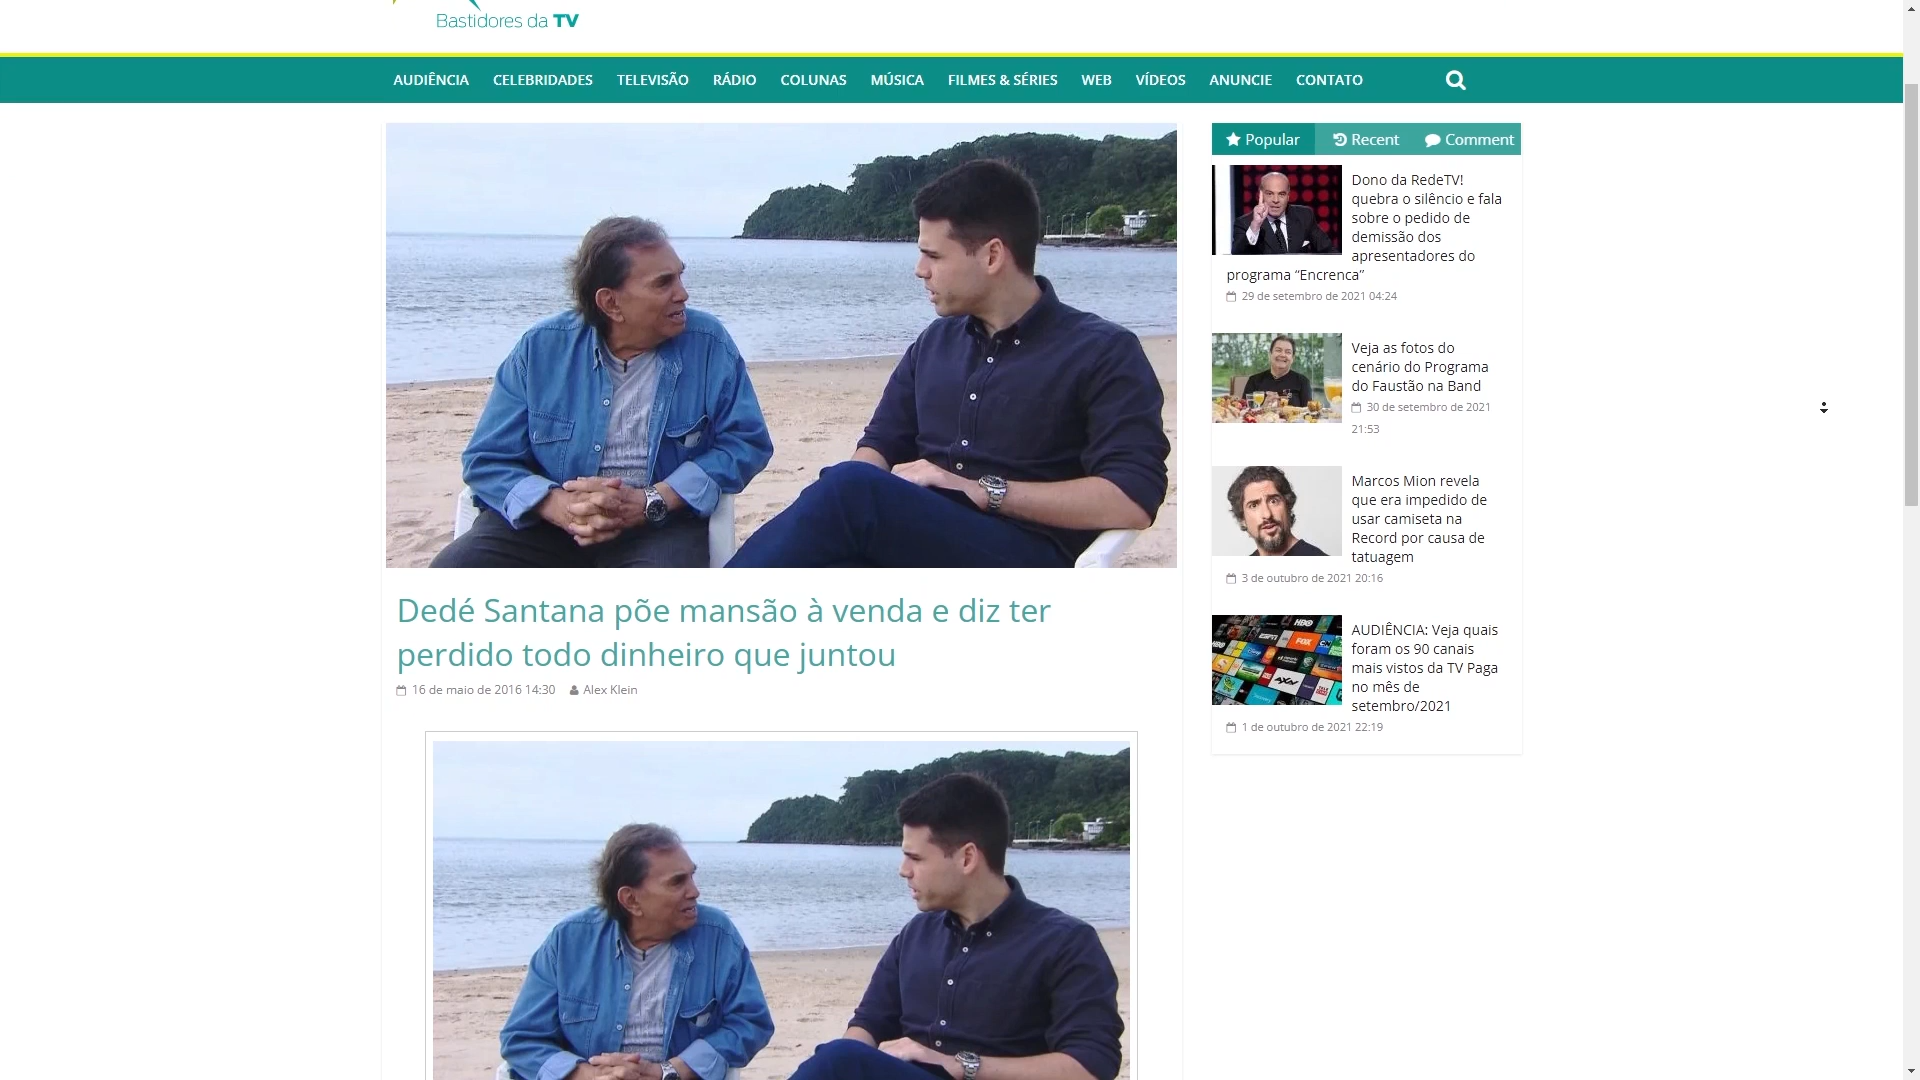 Bastidores da TV
AUDIÊNCIA CELEBRIDADES TELEVISÃO RÁDIO COLUNAS MÚSICA FILMES & SÉRIES WEB VÍDEOS ANUNCIE CONTATO
Popular Recent Comment
Dono da RedeTV!
quebra o silêncio e fala
sobre o pedido de
demissão dos
apresentadores do
programa “Encrenca”
29 de setembro de 2021 04:24
Veja as fotos do
cenário do Programa
do Faustão na Band
30 de setembro de 2021
21:53
Marcos Mion revela
que era impedido de
usar camiseta na
Record por causa de
tatuagem
3 de outubro de 2021 20:16
HBO
ESPN
FOX
AXN
AUDIÊNCIA: Veja quais
foram os 90 canais
mais vistos da TV Paga
no mês de
setembro/2021
1 de outubro de 2021 22:19
Dedé Santana põe mansão à venda e diz ter
perdido todo dinheiro que juntou
16 de maio de 2016 14:30 Alex Klein